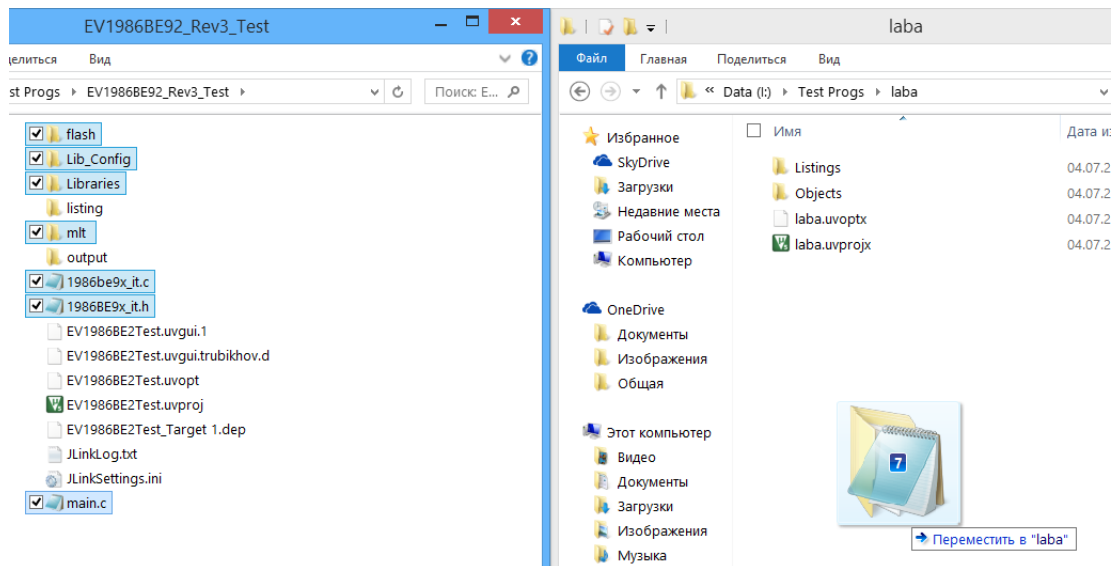 EV1986BE92_Rev3_Test
целиться Вид
st Progs EV1986BE92_Rev3_Test Поиск: E...
flash
Lib_Config
Libraries
listing
mlt
output
1986be9x_it.c
1986BE9x_it.h
EV1986BE2Test.uvgui.1
EV1986BE2Test.uvgui.trubikhov.d
EV1986BE2Test.uvopt
EV1986BE2Test.uvproj
EV1986BE2Test_Target 1.dep
JLinkLog.txt
JLinkSettings.ini
main.c
laba
Файл Главная Поделиться Вид
« Data (I:) Test Progs laba
Избранное
SkyDrive
Загрузки
Недавние места
Рабочий стол
Компьютер
OneDrive
Документы
Изображения
Общая
Этот компьютер
Видео
Документы
Загрузки
Изображения
Музыка
Имя Дата из
Listings 04.07.2
Objects 04.07.2
laba.uvoptx 04.07.2
laba.uvprojx 04.07.2
7
Переместить в "laba"